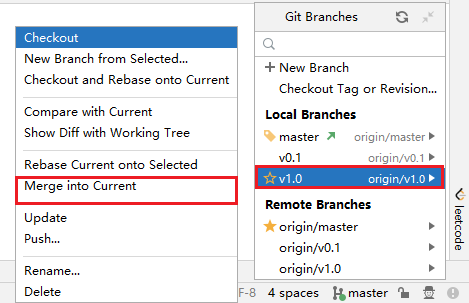 Checkout
New Branch from Selected...
Checkout and Rebase onto Current
Compare with Current
Show Diff with Working Tree
Rebase Current onto Selected
Merge into Current
Update
Push...
Rename...
Delete
Git Branches
New Branch
Checkout Tag or Revision...
Local Branches
master origin/master
v0.1 origin/v0.1
v1.0 origin/v1.0
Remote Branches
origin/master
origin/v0.1
origin/v1.0
leetcode
F-8 4 spaces master